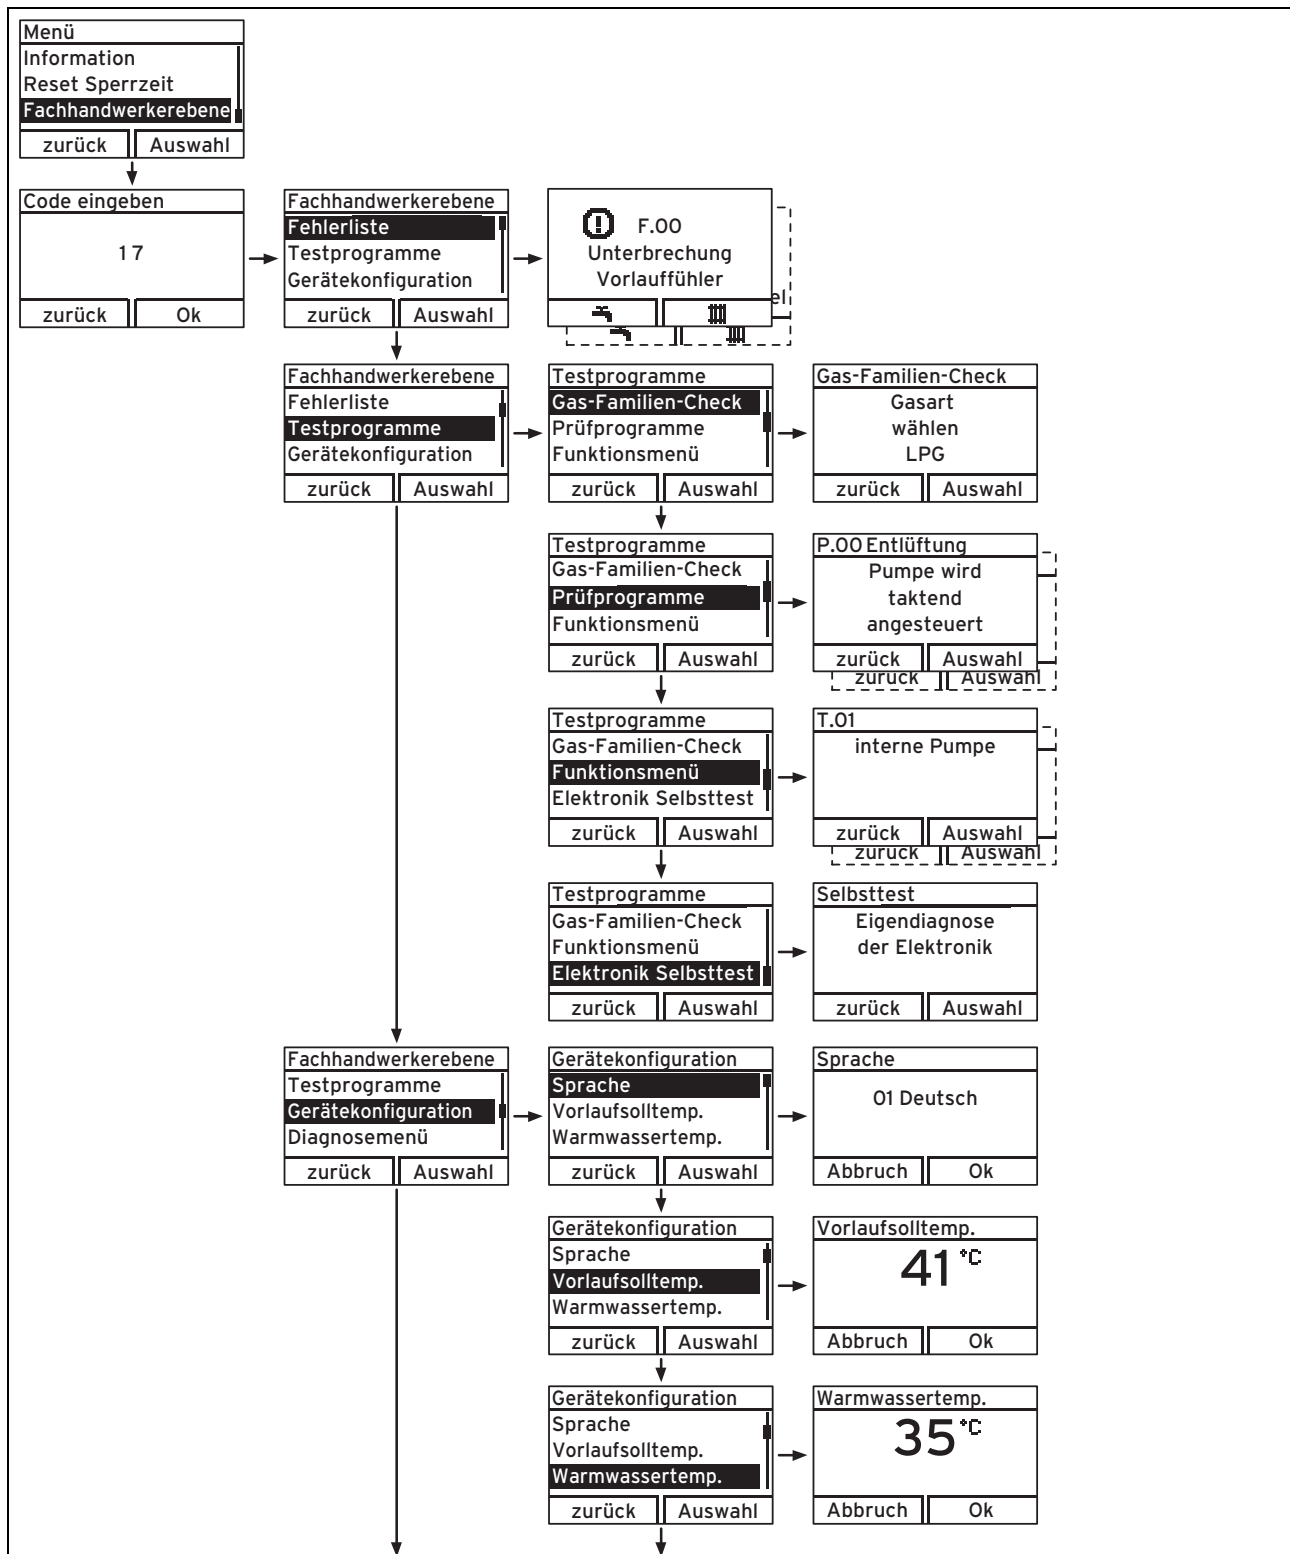 Menü
Information
Reset Sperrzeit
Fachhandwerkerebene
zurück Auswahl
Code eingeben
17
zurück Ok
Fachhandwerkerebene
Fehlerliste
Testprogramme
Gerätekonfiguration
zurück Auswahl
F.00
Unterbrechung
Vorlauffühler
el
Fachhandwerkerebene
Fehlerliste
Testprogramme
Gerätekonfiguration
zurück Auswahl
Testprogramme
Gas-Familien-Check
Prüfprogramme
Funktionsmenü
zurück Auswahl
Gas-Familien-Check
Gasart
wählen
LPG
zurück Auswahl
Testprogramme
Gas-Familien-Check
Prüfprogramme
Funktionsmenü
zurück Auswahl
P.00 Entlüftung
Pumpe wird
taktend
angesteuert
zurück Auswahl
zurück Auswahl
Testprogramme
Gas-Familien-Check
Funktionsmenü
Elektronik Selbsttest
zurück Auswahl
T.01
interne Pumpe
zurück Auswahl
zurück Auswahl
Testprogramme
Gas-Familien-Check
Funktionsmenü
Elektronik Selbsttest
zurück Auswahl
Selbsttest
Eigendiagnose
der Elektronik
zurück Auswahl
Fachhandwerkerebene
Testprogramme
Gerätekonfiguration
Diagnosemenü
zurück Auswahl
Gerätekonfiguration
Sprache
Vorlaufsolltemp.
Warmwassertemp.
zurück Auswahl
Sprache
01 Deutsch
Abbruch Ok
Gerätekonfiguration
Sprache
Vorlaufsolltemp.
Warmwassertemp.
zurück Auswahl
Vorlaufsolltemp.
41 °C
Abbruch Ok
Gerätekonfiguration
Sprache
Vorlaufsolltemp.
Warmwassertemp.
zurück Auswahl
Warmwassertemp.
35 °C
Abbruch Ok